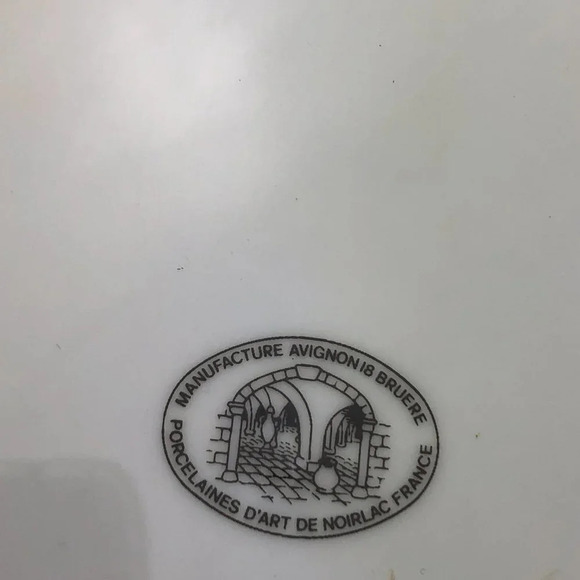 MANUFACTURE AVIGNON 18 BRUERE
PORCELAINES D'ART DE NOIRLAC FRANCE